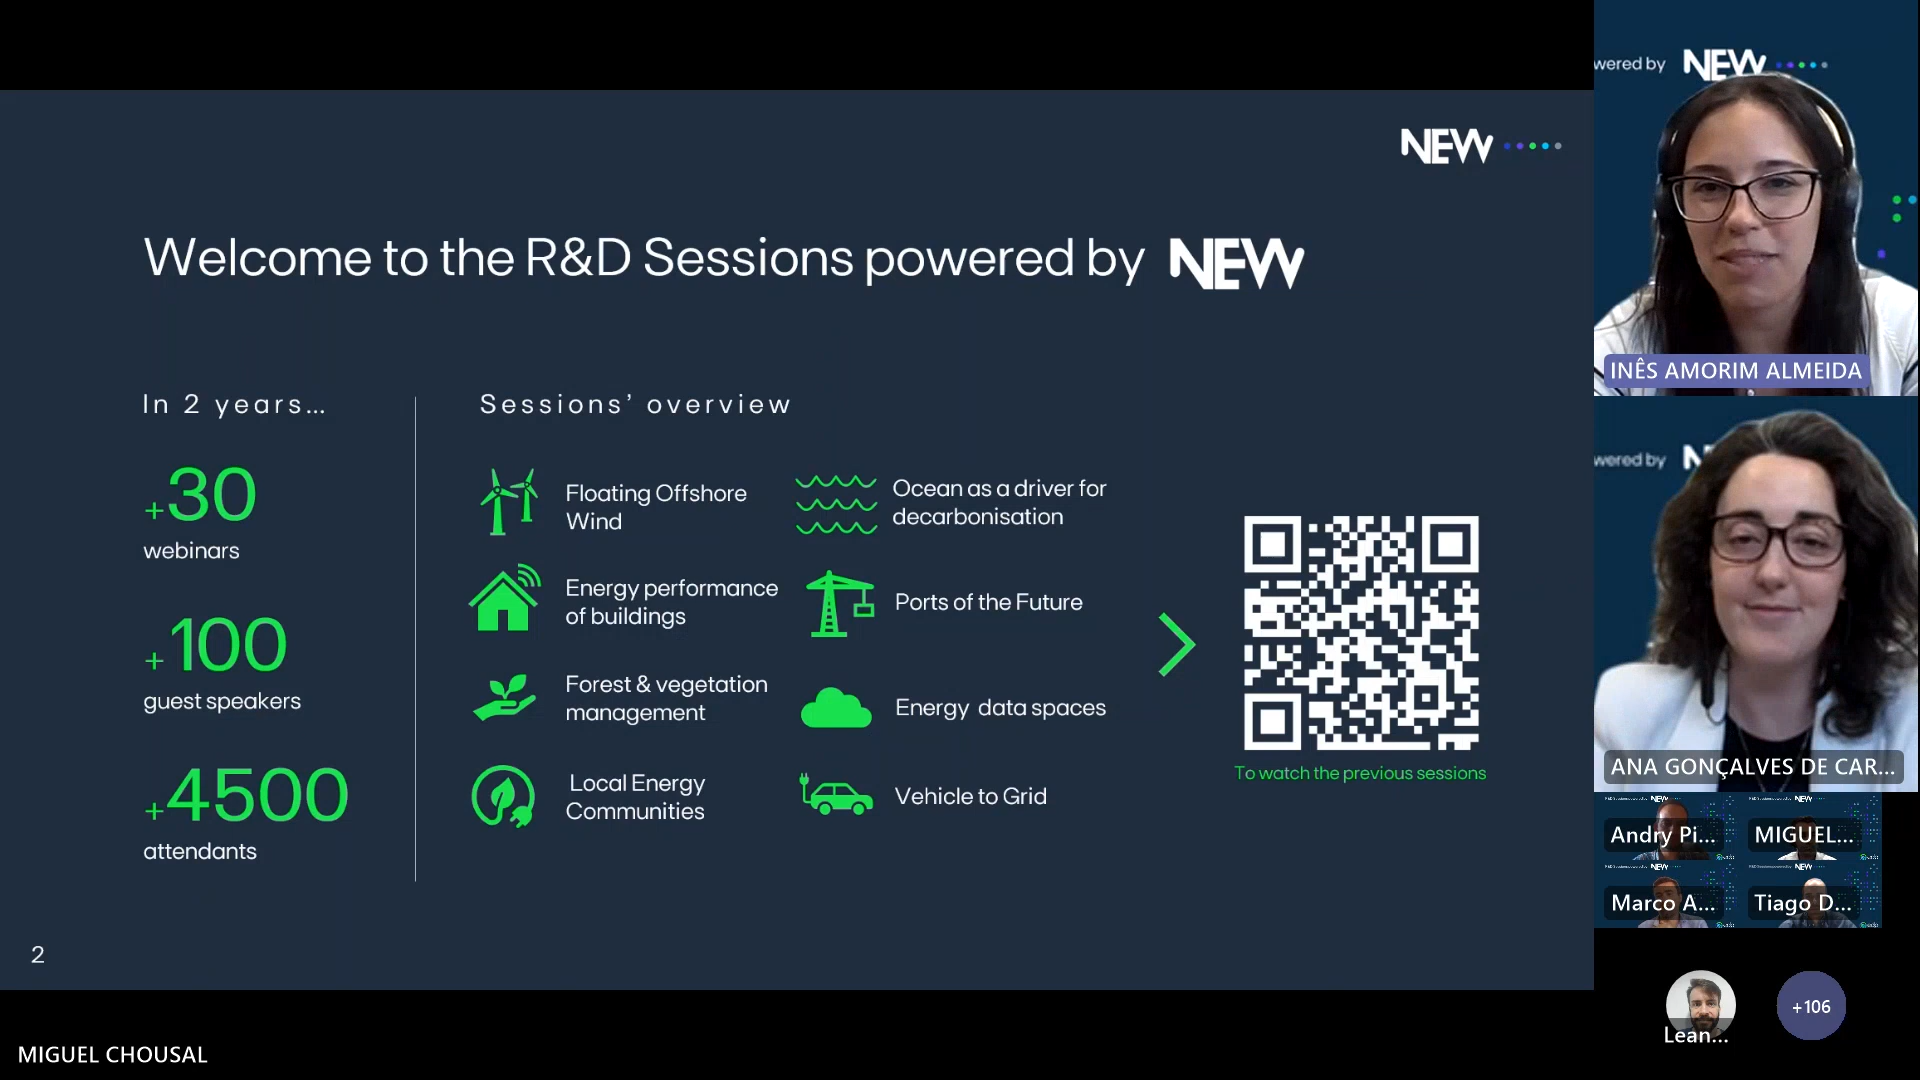 NEW
Welcome to the R&D Sessions powered by NEW
In 2 years...
+30
webinars
+100
guest speakers
+4500
attendants
Sessions' overview
Floating Offshore
Wind
Energy performance
of buildings
Forest & vegetation
management
Local Energy
Communities
Ocean as a driver for
decarbonisation
Ports of the Future
Energy data spaces
Vehicle to Grid
To watch the previous sessions
2
MIGUEL CHOUSAL
wered by NEW
INÊS AMORIM ALMEIDA
wered by N
ANA GONÇALVES DE CAR...
Andry Pi...
MIGUEL...
Marco A...
Tiago D...
Lean...
+106